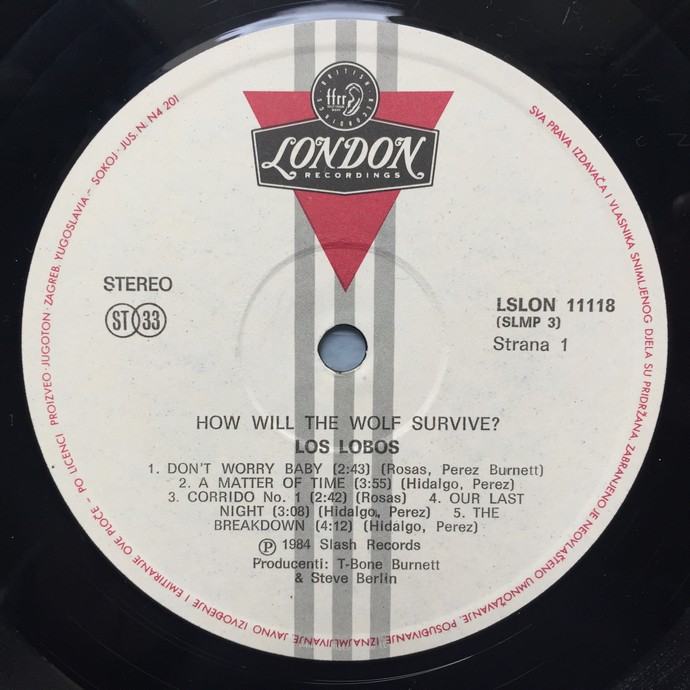 BRITISH RECORDINGS
ffrr
LONDON
RECORDINGS
STEREO
ST 33
LSLON 11118
(SLMP 3)
Strana 1
HOW WILL THE WOLF SURVIVE?
LOS LOBOS
1. DON'T WORRY BABY (2:43) (Rosas, Perez Burnett)
2. A MATTER OF TIME (3:55) (Hidalgo, Perez)
3. CORRIDO No. 1 (2:42) (Rosas) 4. OUR LAST
NIGHT (3:08) (Hidalgo, Perez) 5. THE
BREAKDOWN (4:12) (Hidalgo, Perez)
Ⓟ 1984 Slash Records
Producenti: T-Bone Burnett
& Steve Berlin
PO LICENCI PROIZVEO · JUGOTON · ZAGREB, YUGOSLAVIA – SOKOJ · JUS. N. N4 201
SVA PRAVA IZDAVAČA I VLASNIKA SNIMLJENOG DJELA SU PRIDRŽANA. ZABRANJENO JE NEOVLAŠTENO UMNOŽAVANJE, POSUĐIVANJE, IZNAJMLJIVANJE, JAVNO IZVOĐENJE I EMITIRANJE OVE PLOČE –